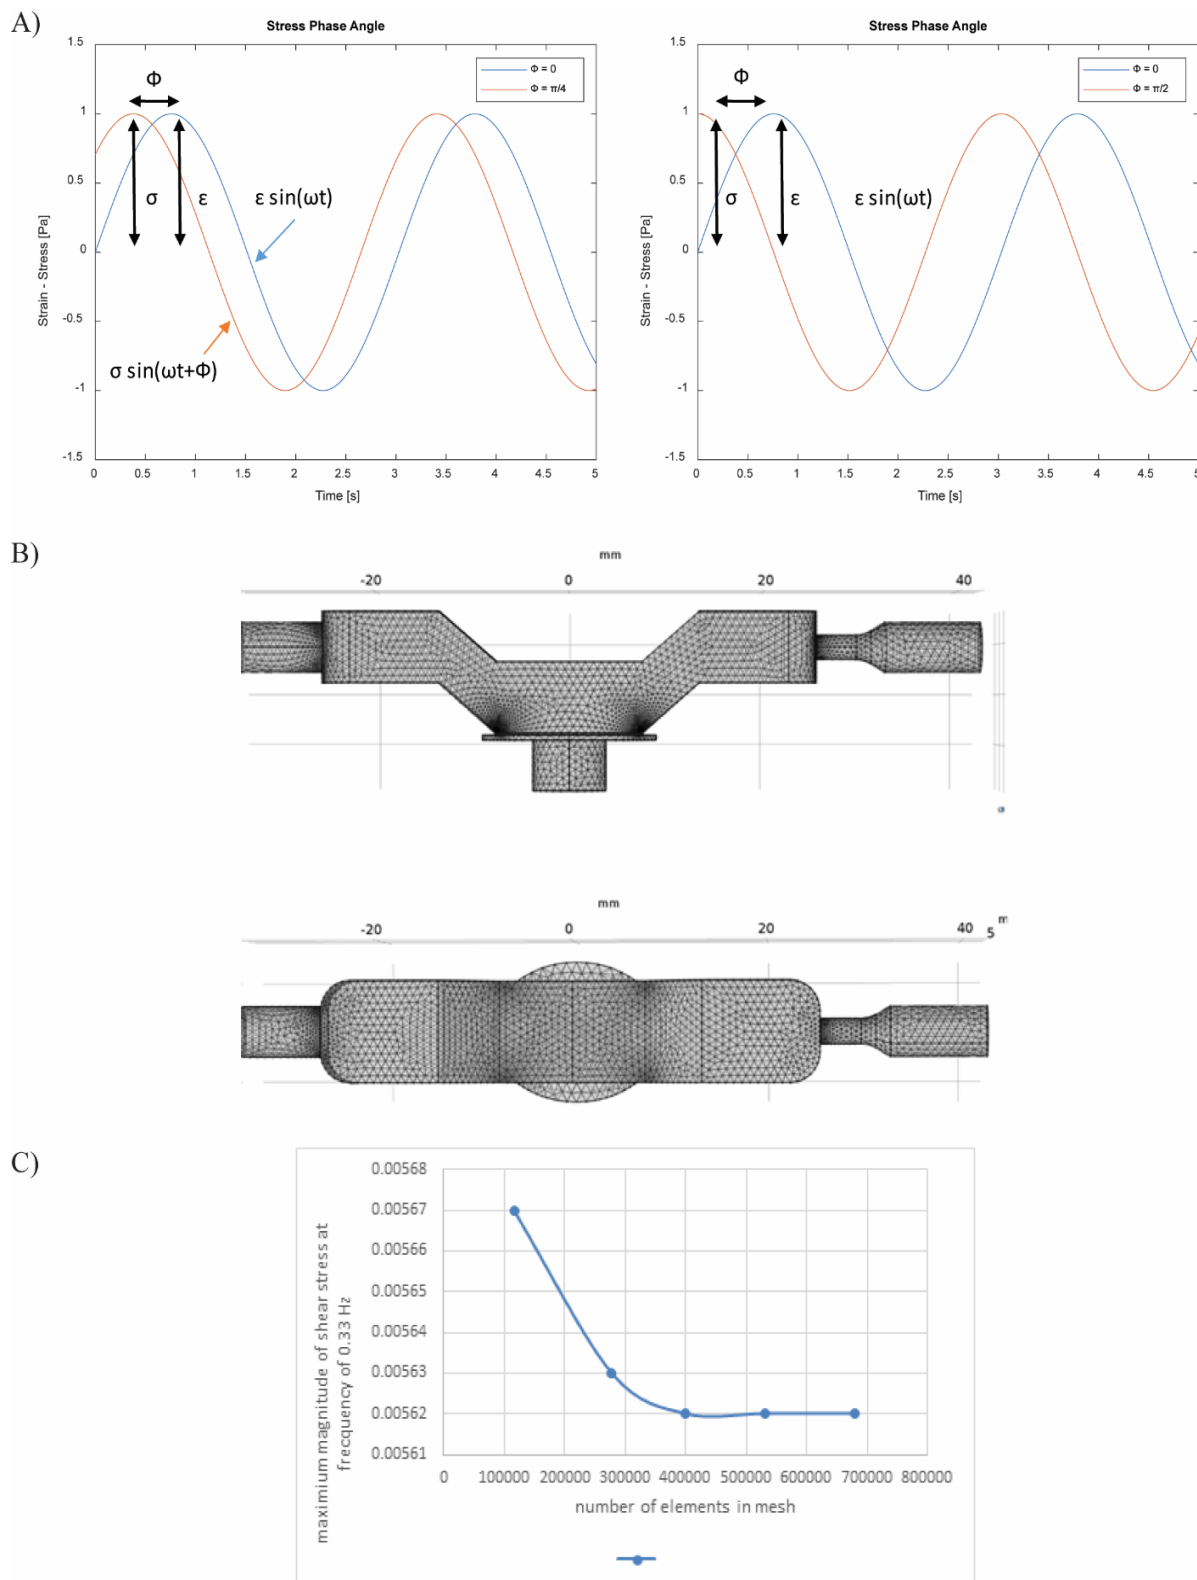 A)
Stress Phase Angle
1.5
1
0.5
0
-0.5
-1
-1.5
Strain - Stress [Pa]
Φ = 0
Φ = π/4
Φ
σ
ε
ε sin(ωt)
σ sin(ωt+Φ)
0 0.5 1 1.5 2 2.5 3 3.5 4 4.5 5
Time [s]
Stress Phase Angle
1.5
1
0.5
0
-0.5
-1
-1.5
Strain - Stress [Pa]
Φ = 0
Φ = π/2
Φ
σ
ε
ε sin(ωt)
0 0.5 1 1.5 2 2.5 3 3.5 4 4.5 5
Time [s]
B)
mm
-20 0 20 40
mm
-20 0 20 40 5 m
C)
0.00568
0.00567
0.00566
0.00565
0.00564
0.00563
0.00562
0.00561
maximium magnitude of shear stress at
frecquency of 0.33 Hz
0 100000 200000 300000 400000 500000 600000 700000 800000
number of elements in mesh